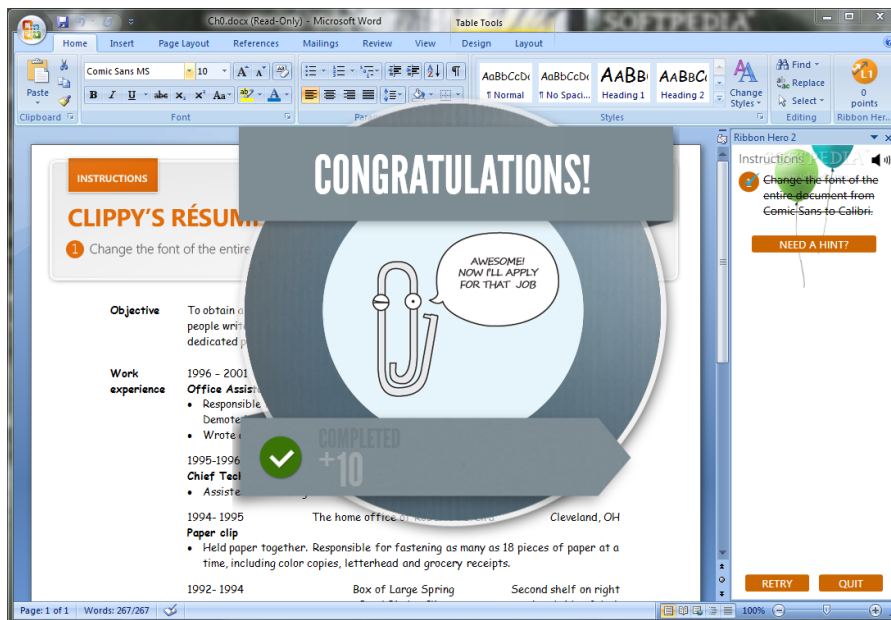 Ch0.docx (Read-Only) - Microsoft Word
Table Tools
SOFTPEDIA
Home Insert Page Layout References Mailings Review View Design Layout
Paste
Clipboard
Comic Sans MS 10
B I U abc x₂ x² Aa ab A
Font
AaBbCcDc AaBbCcDc AaBb AaBbC
¶ Normal ¶ No Spaci... Heading 1 Heading 2
Styles
Change
Styles
Find
Replace
Select
Editing
L1
0
points
Ribbon Her...
INSTRUCTIONS
CLIPPY'S RÉSUM
1 Change the font of the entire
CONGRATULATIONS!
AWESOME!
NOW I'LL APPLY
FOR THAT JOB
COMPLETED
+10
Objective To obtain
people writ
dedicated
Work
experience
1996 - 2001
Office Assis
• Responsible
Demote
• Wrote
1995-1996
Chief Tec
• Assiste
1994- 1995 The home office Cleveland, OH
Paper clip
• Held paper together. Responsible for fastening as many as 18 pieces of paper at a
time, including color copies, letterhead and grocery receipts.
1992- 1994 Box of Large Spring Second shelf on right
Ribbon Hero 2
Instructions
Change the font of the
entire document from
Comic Sans to Calibri.
NEED A HINT?
RETRY QUIT
Page: 1 of 1 Words: 267/267 100%